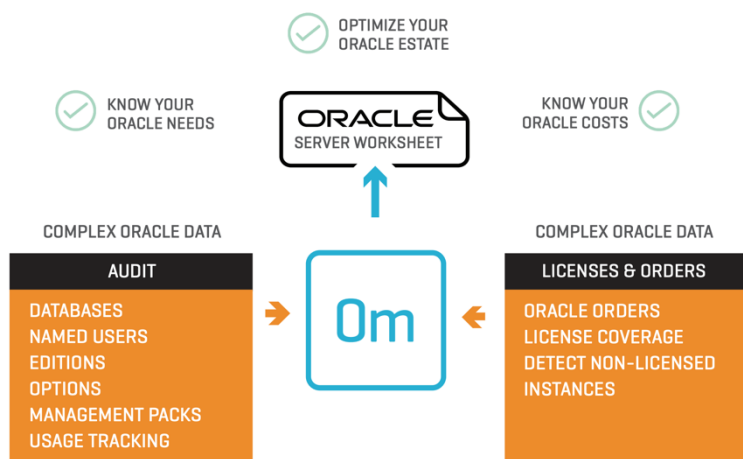 OPTIMIZE YOUR
ORACLE ESTATE
KNOW YOUR
ORACLE NEEDS
ORACLE
SERVER WORKSHEET
KNOW YOUR
ORACLE COSTS
COMPLEX ORACLE DATA
AUDIT
DATABASES
NAMED USERS
EDITIONS
OPTIONS
MANAGEMENT PACKS
USAGE TRACKING
Om
COMPLEX ORACLE DATA
LICENSES & ORDERS
ORACLE ORDERS
LICENSE COVERAGE
DETECT NON-LICENSED
INSTANCES